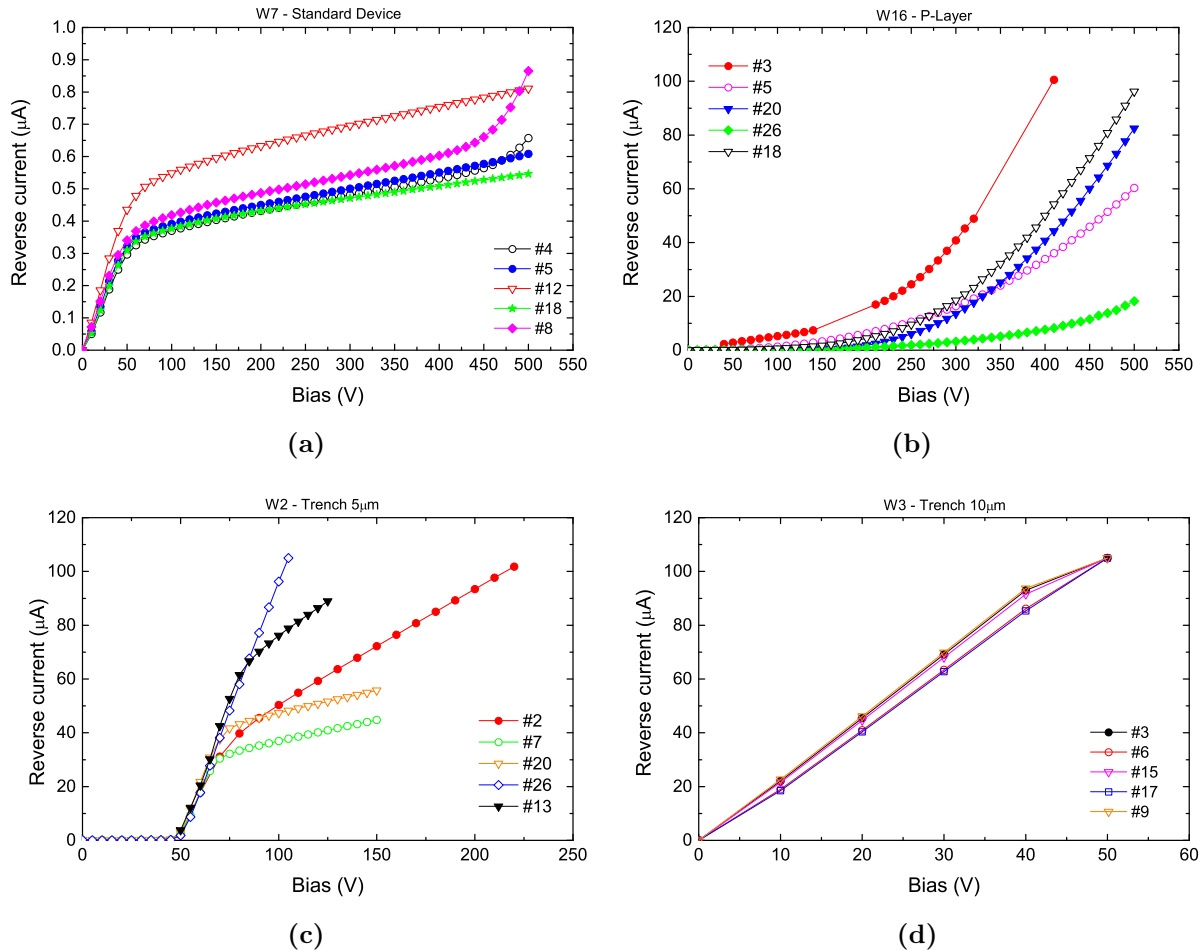 W7 - Standard Device
Reverse current (μA)
1.0
0.9
0.8
0.7
0.6
0.5
0.4
0.3
0.2
0.1
0.0
0 50 100 150 200 250 300 350 400 450 500 550
Bias (V)
#4
#5
#12
#18
#8
(a)
W16 - P-Layer
Reverse current (μA)
120
100
80
60
40
20
0
0 50 100 150 200 250 300 350 400 450 500 550
Bias (V)
#3
#5
#20
#26
#18
(b)
W2 - Trench 5μm
Reverse current (μA)
120
100
80
60
40
20
0
0 50 100 150 200 250
Bias (V)
#2
#7
#20
#26
#13
(c)
W3 - Trench 10μm
Reverse current (μA)
120
100
80
60
40
20
0
0 10 20 30 40 50 60
Bias (V)
#3
#6
#15
#17
#9
(d)